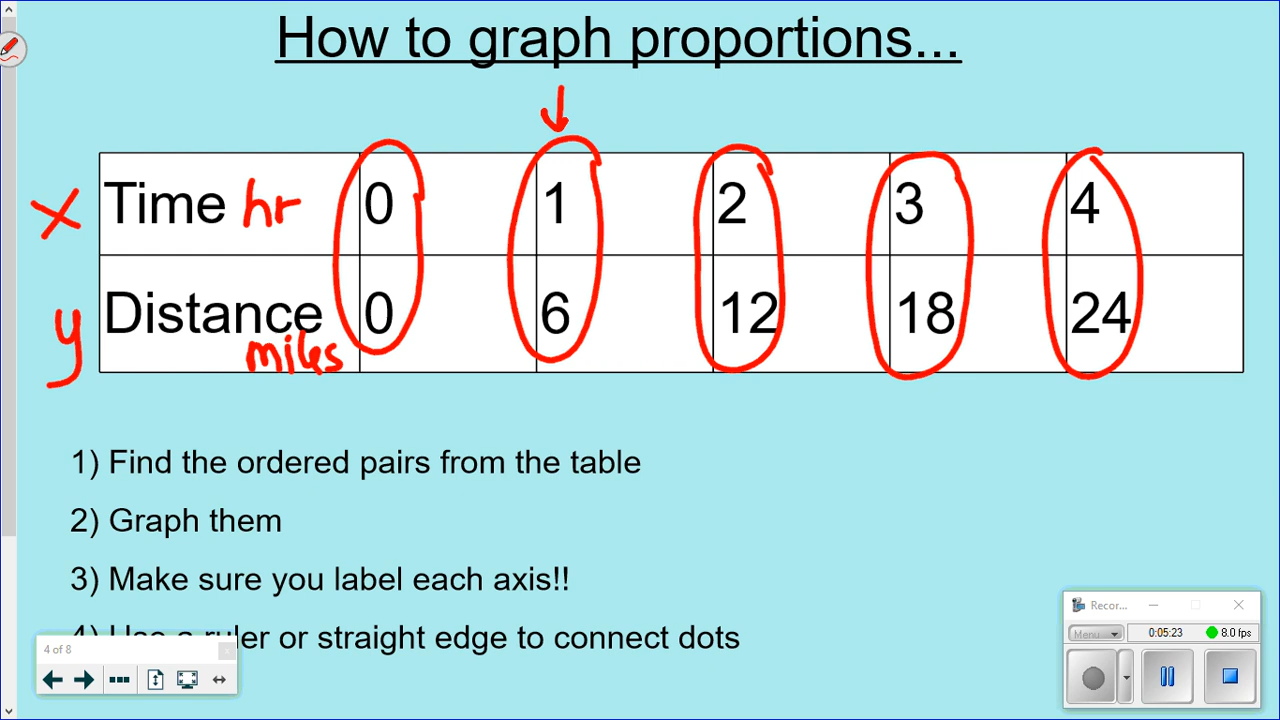 How to graph proportions...
x Time hr 0 1 2 3 4
y Distance 0 6 12 18 24
miles
1) Find the ordered pairs from the table
2) Graph them
3) Make sure you label each axis!!
4) Use a ruler or straight edge to connect dots
4 of 8
Recor...
Menu 0:05:23 8.0 fps